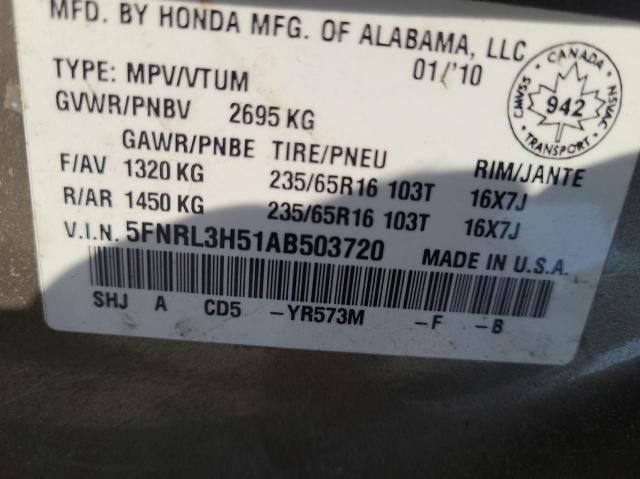 MFD. BY HONDA MFG. OF ALABAMA, LLC
TYPE: MPV/VTUM 01/'10
GVWR/PNBV 2695 KG
GAWR/PNBE TIRE/PNEU RIM/JANTE
F/AV 1320 KG 235/65R16 103T 16X7J
R/AR 1450 KG 235/65R16 103T 16X7J
V.I.N. 5FNRL3H51AB503720 MADE IN U.S.A.
SHJ A CD5 -YR573M -F -B
CANADA
CMVSS 942 NSVAC
TRANSPORT